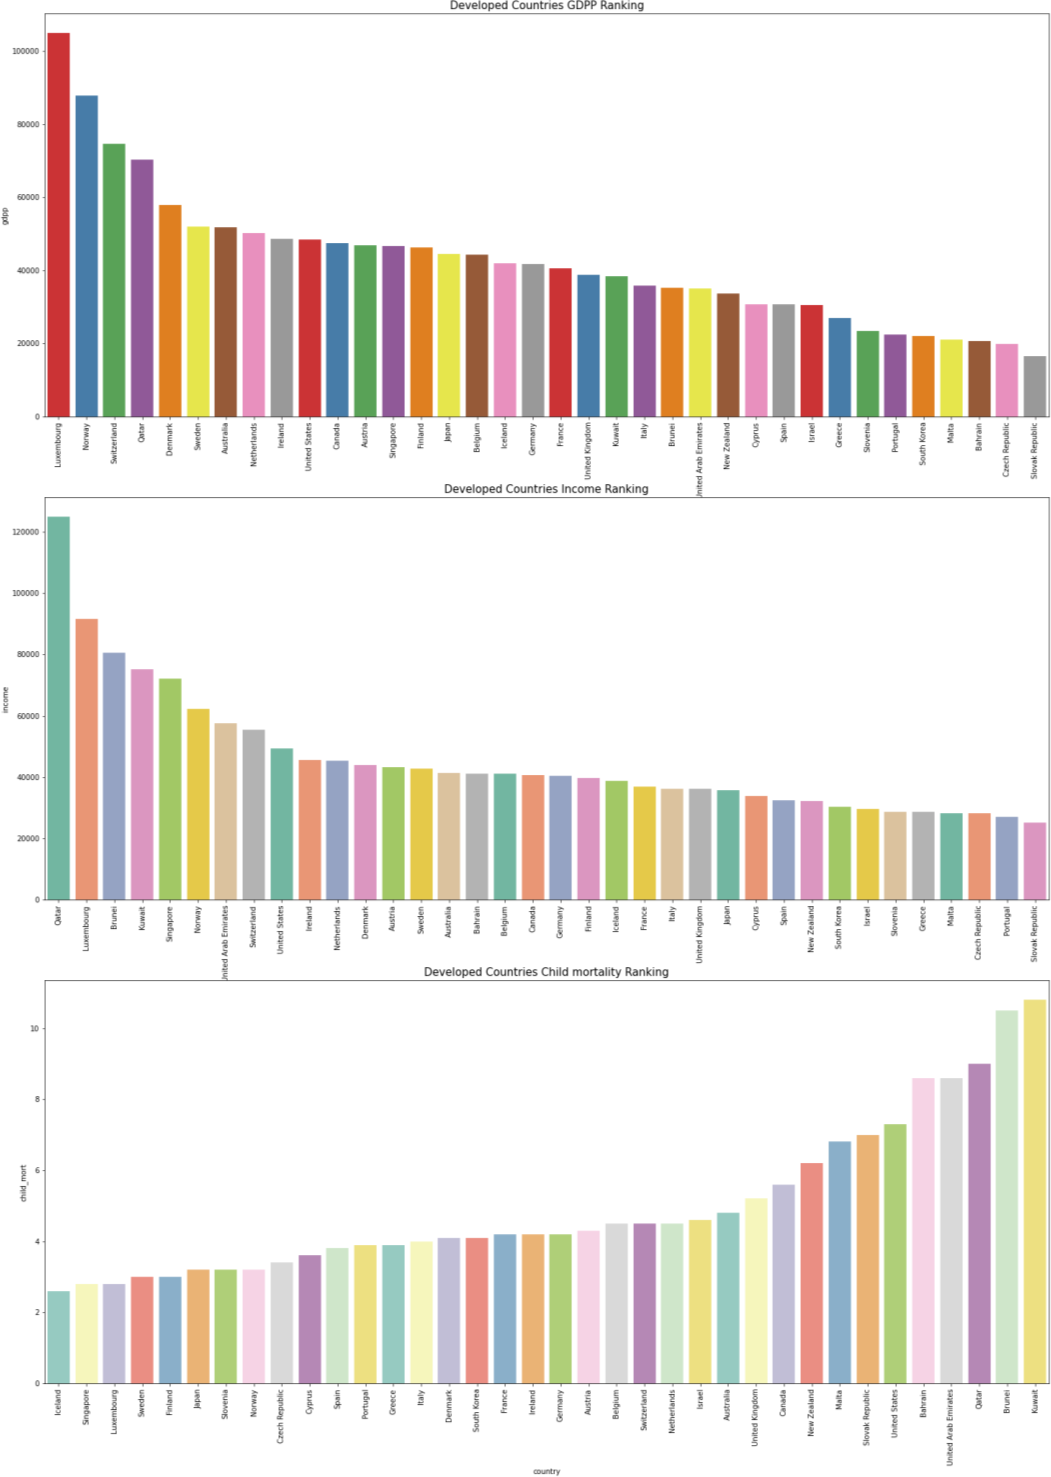 Developed Countries GDPP Ranking
100000
80000
60000
40000
20000
0
gdpp
Luxembourg
Norway
Switzerland
Qatar
Denmark
Sweden
Australia
Netherlands
Ireland
United States
Canada
Austria
Singapore
Finland
Japan
Belgium
Iceland
Germany
France
United Kingdom
Kuwait
Italy
Brunei
United Arab Emirates
New Zealand
Cyprus
Spain
Israel
Greece
Slovenia
Portugal
South Korea
Malta
Bahrain
Czech Republic
Slovak Republic
Developed Countries Income Ranking
120000
100000
80000
60000
40000
20000
0
income
Qatar
Luxembourg
Brunei
Kuwait
Singapore
Norway
United Arab Emirates
Switzerland
United States
Ireland
Netherlands
Denmark
Austria
Sweden
Australia
Bahrain
Belgium
Canada
Germany
Finland
Iceland
France
Italy
United Kingdom
Japan
Cyprus
Spain
New Zealand
South Korea
Israel
Slovenia
Greece
Malta
Czech Republic
Portugal
Slovak Republic
Developed Countries Child mortality Ranking
10
8
6
4
2
0
child_mort
Iceland
Singapore
Luxembourg
Sweden
Finland
Japan
Slovenia
Norway
Czech Republic
Cyprus
Spain
Portugal
Greece
Italy
Denmark
South Korea
France
Ireland
Germany
Austria
Belgium
Switzerland
Netherlands
Israel
Australia
United Kingdom
Canada
New Zealand
Malta
Slovak Republic
United States
Bahrain
United Arab Emirates
Qatar
Brunei
Kuwait
country